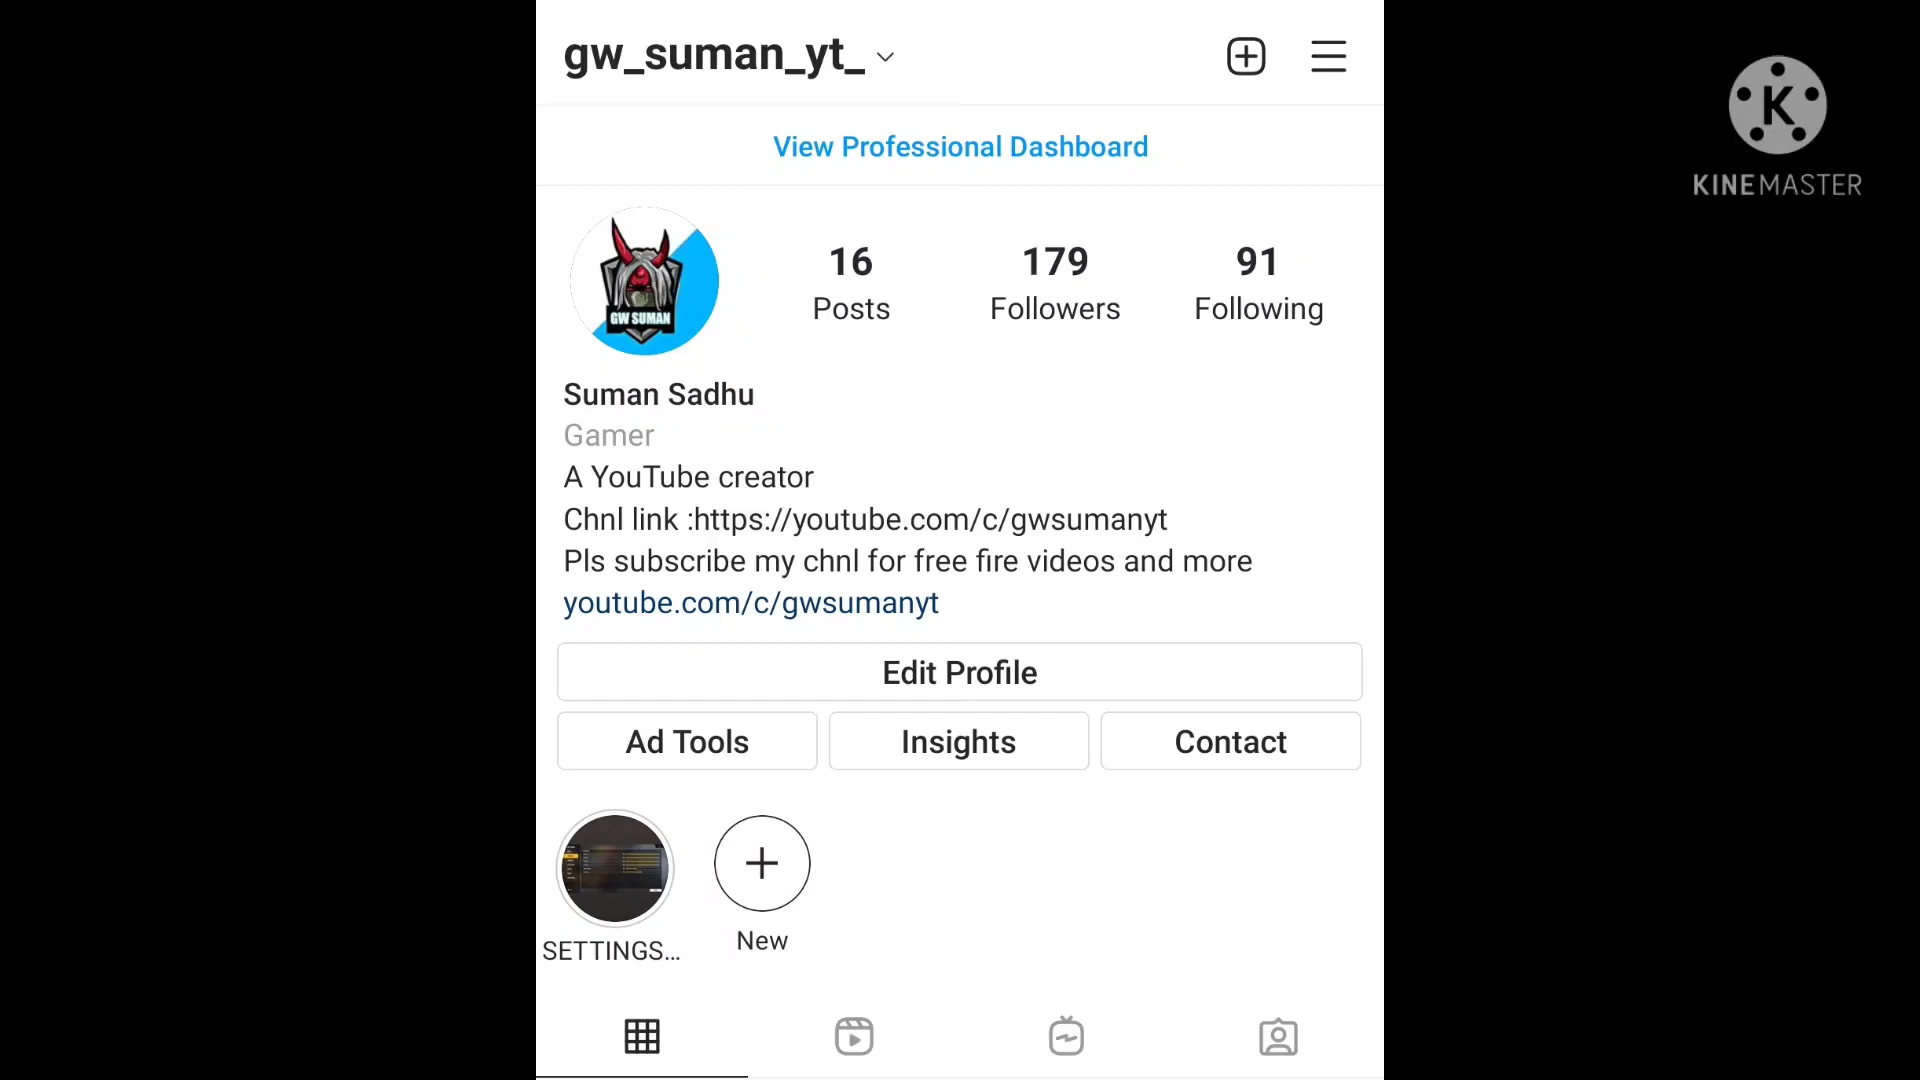 gw_suman_yt_
View Professional Dashboard
KINEMASTER
GW SUMAN
16 179 91
Posts Followers Following
Suman Sadhu
Gamer
A YouTube creator
Chnl link :https://youtube.com/c/gwsumanyt
Pls subscribe my chnl for free fire videos and more
youtube.com/c/gwsumanyt
Edit Profile
Ad Tools Insights Contact
SETTINGS...
New